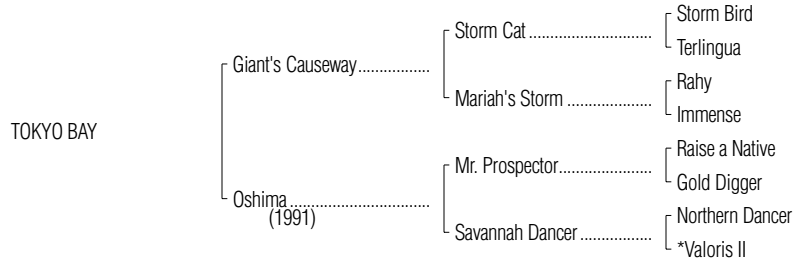 Storm Bird
Storm Cat ............................
Terlingua
Giant's Causeway.................
Rahy
Mariah's Storm ...................
Immense
TOKYO BAY
Raise a Native
Mr. Prospector.....................
Gold Digger
Oshima .................................
(1991)
Northern Dancer
Savannah Dancer ................
*Valoris II